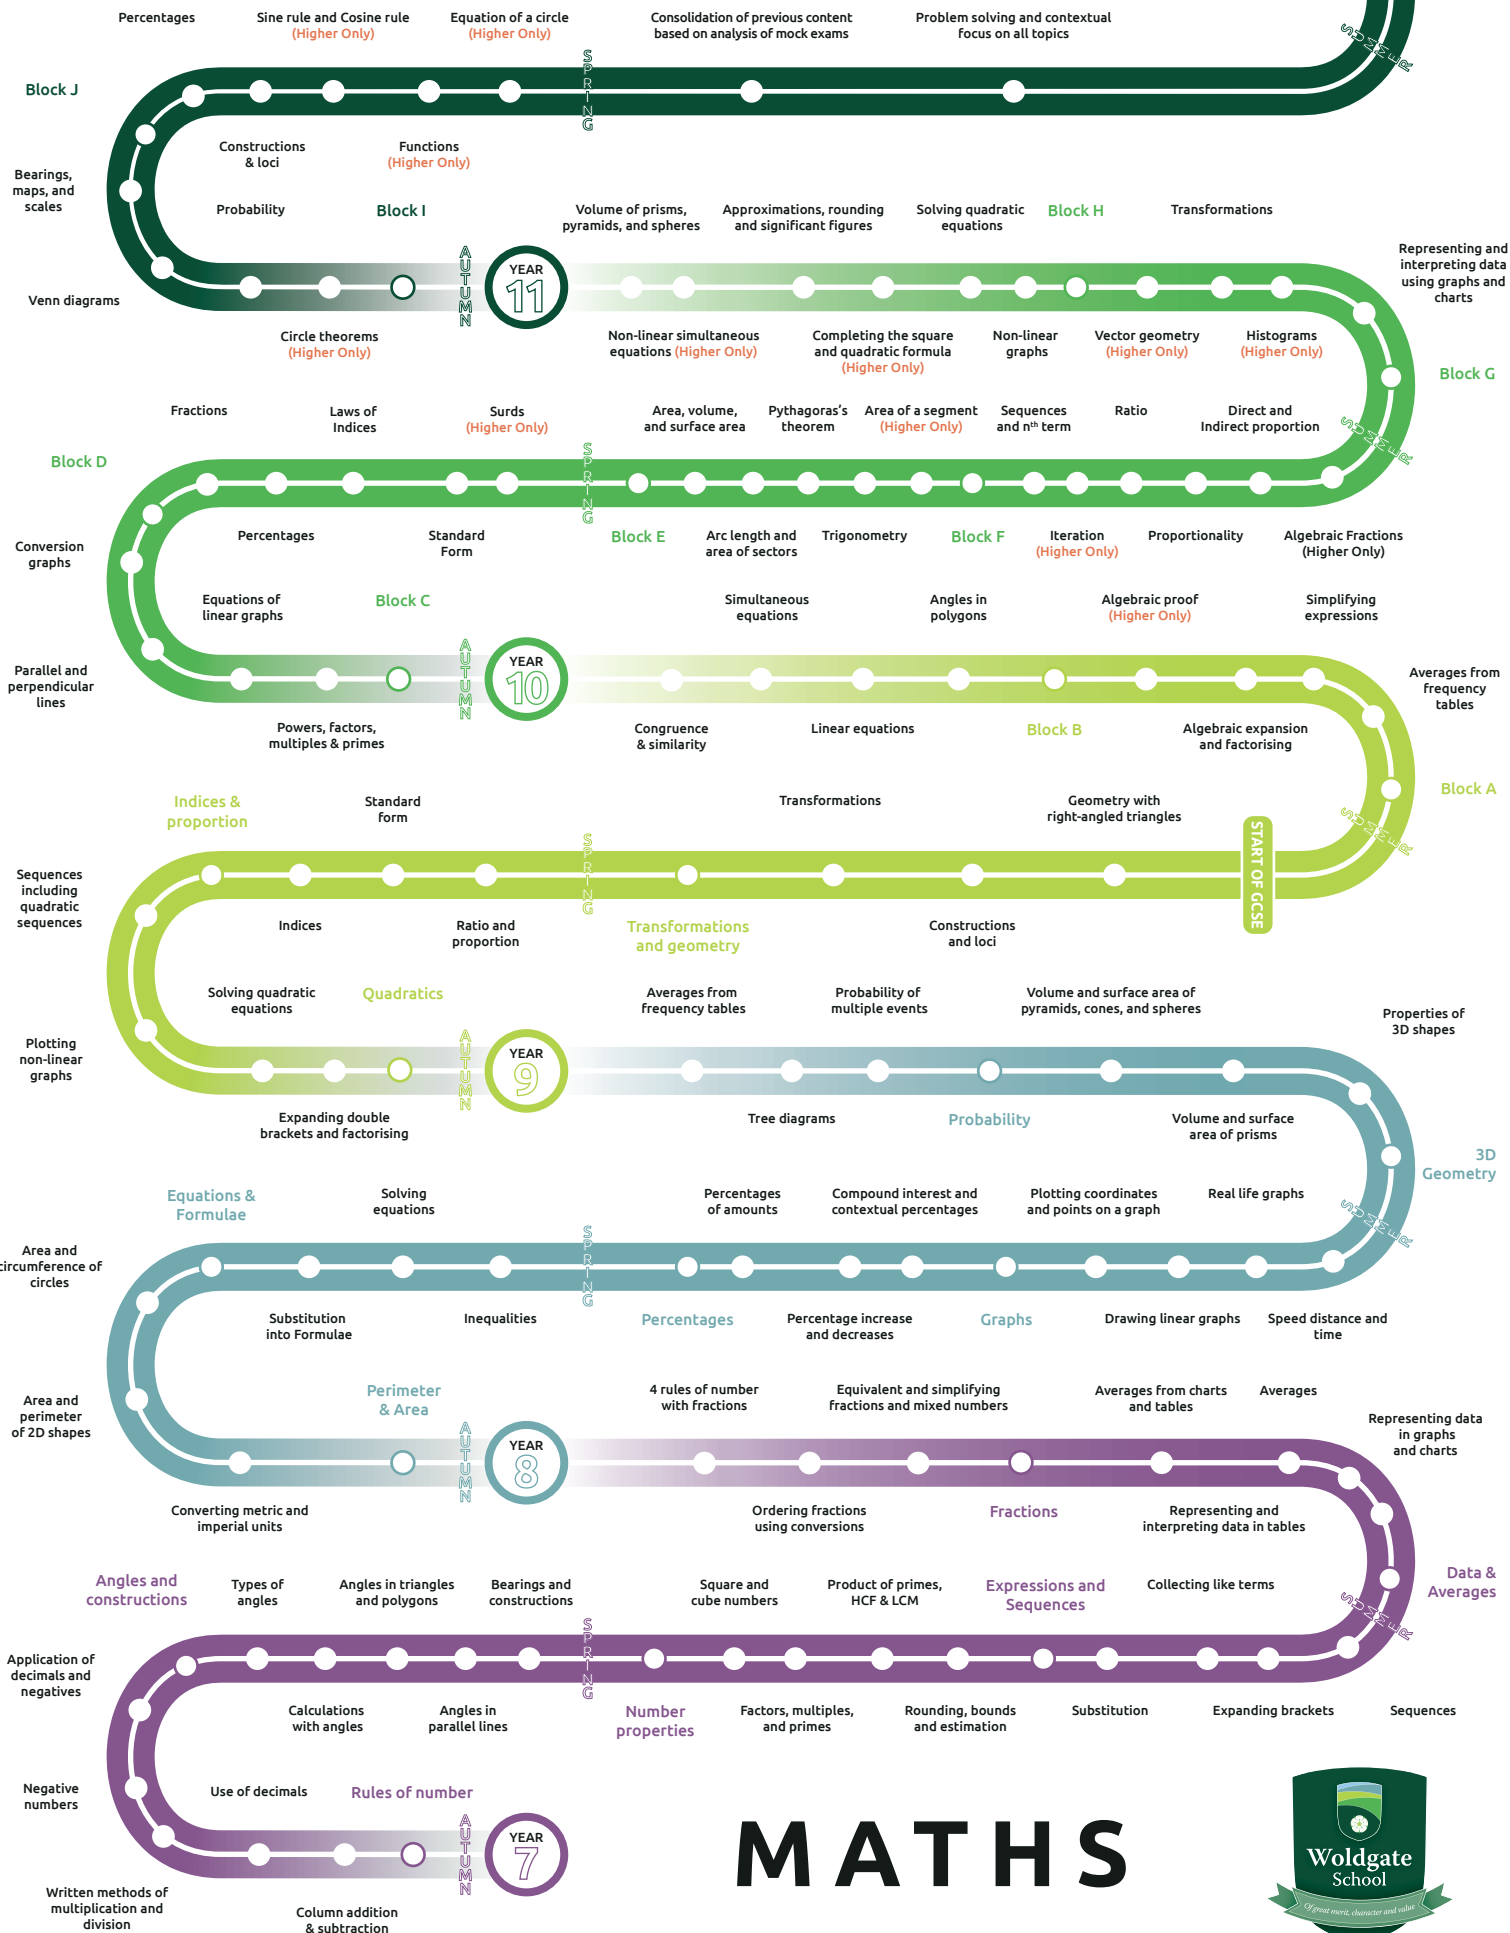 Percentages
Sine rule and Cosine rule
(Higher Only)
Equation of a circle
(Higher Only)
Consolidation of previous content
based on analysis of mock exams
Problem solving and contextual
focus on all topics
SUMMER
SPRING
Block J
Constructions
& loci
Functions
(Higher Only)
Bearings,
maps, and
scales
Probability
Block I
Volume of prisms,
pyramids, and spheres
Approximations, rounding
and significant figures
Solving quadratic
equations
Block H
Transformations
Representing and
interpreting data
using graphs and
charts
AUTUMN
YEAR
11
Venn diagrams
Circle theorems
(Higher Only)
Non-linear simultaneous
equations (Higher Only)
Completing the square
and quadratic formula
(Higher Only)
Non-linear
graphs
Vector geometry
(Higher Only)
Histograms
(Higher Only)
Block G
Fractions
Laws of
Indices
Surds
(Higher Only)
Area, volume,
and surface area
Pythagoras's
theorem
Area of a segment
(Higher Only)
Sequences
and nth term
Ratio
Direct and
Indirect proportion
SUMMER
SPRING
Block D
Percentages
Standard
Form
Block E
Arc length and
area of sectors
Trigonometry
Block F
Iteration
(Higher Only)
Proportionality
Algebraic Fractions
(Higher Only)
Conversion
graphs
Equations of
linear graphs
Block C
Simultaneous
equations
Angles in
polygons
Algebraic proof
(Higher Only)
Simplifying
expressions
AUTUMN
YEAR
10
Parallel and
perpendicular
lines
Averages from
frequency
tables
Powers, factors,
multiples & primes
Congruence
& similarity
Linear equations
Block B
Algebraic expansion
and factorising
Block A
Indices &
proportion
Standard
form
Transformations
Geometry with
right-angled triangles
SUMMER
SPRING
START OF GCSE
Sequences
including
quadratic
sequences
Indices
Ratio and
proportion
Transformations
and geometry
Constructions
and loci
Solving quadratic
equations
Quadratics
Averages from
frequency tables
Probability of
multiple events
Volume and surface area of
pyramids, cones, and spheres
Properties of
3D shapes
AUTUMN
YEAR
9
Plotting
non-linear
graphs
Expanding double
brackets and factorising
Tree diagrams
Probability
Volume and surface
area of prisms
3D
Geometry
Equations &
Formulae
Solving
equations
Percentages
of amounts
Compound interest and
contextual percentages
Plotting coordinates
and points on a graph
Real life graphs
SUMMER
SPRING
Area and
circumference of
circles
Substitution
into Formulae
Inequalities
Percentages
Percentage increase
and decreases
Graphs
Drawing linear graphs
Speed distance and
time
Perimeter
& Area
4 rules of number
with fractions
Equivalent and simplifying
fractions and mixed numbers
Averages from charts
and tables
Averages
Representing data
in graphs
and charts
AUTUMN
YEAR
8
Area and
perimeter
of 2D shapes
Converting metric and
imperial units
Ordering fractions
using conversions
Fractions
Representing and
interpreting data in tables
Data &
Averages
Angles and
constructions
Types of
angles
Angles in triangles
and polygons
Bearings and
constructions
Square and
cube numbers
Product of primes,
HCF & LCM
Expressions and
Sequences
Collecting like terms
SUMMER
SPRING
Application of
decimals and
negatives
Calculations
with angles
Angles in
parallel lines
Number
properties
Factors, multiples,
and primes
Rounding, bounds
and estimation
Substitution
Expanding brackets
Sequences
Negative
numbers
Use of decimals
Rules of number
AUTUMN
YEAR
7
Written methods of
multiplication and
division
Column addition
& subtraction
MATHS
Woldgate
School
Of great merit, character and value